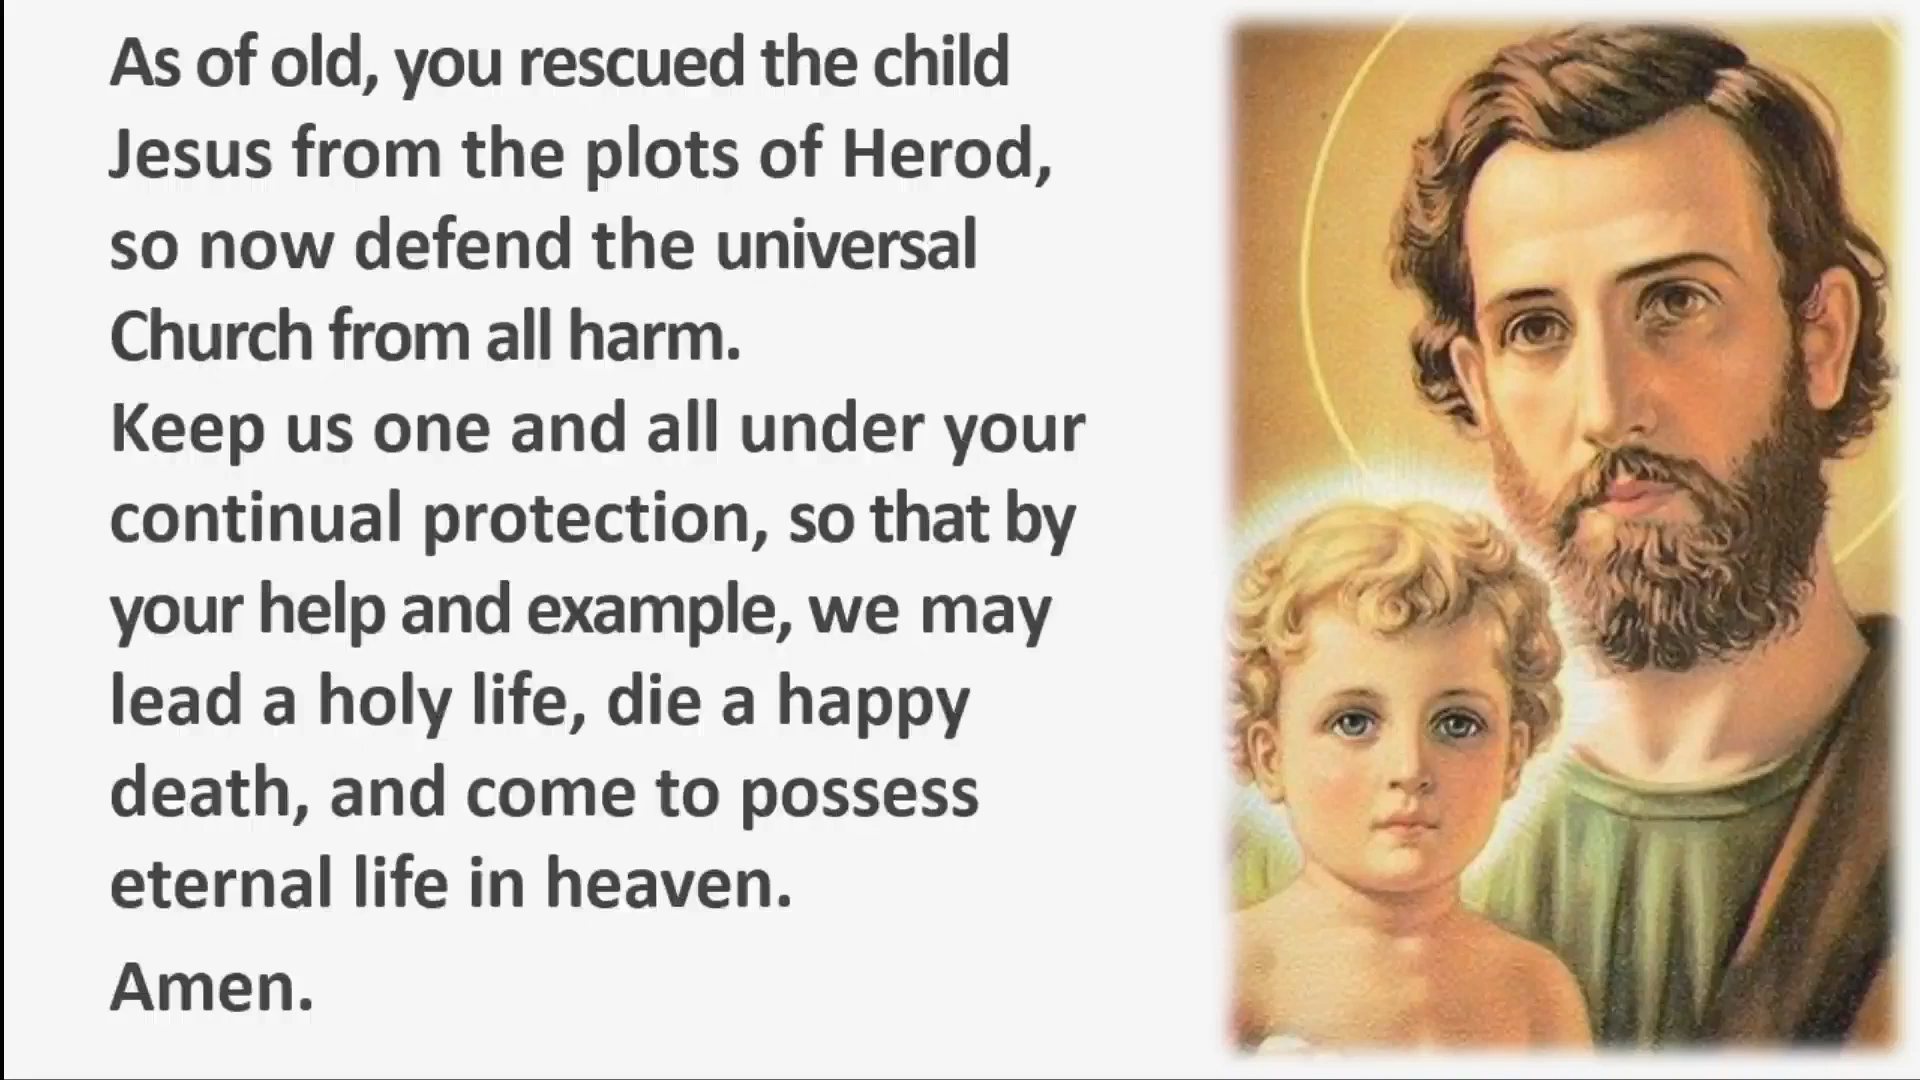 As of old, you rescued the child
Jesus from the plots of Herod,
so now defend the universal
Church from all harm.
Keep us one and all under your
continual protection, so that by
your help and example, we may
lead a holy life, die a happy
death, and come to possess
eternal life in heaven.
Amen.